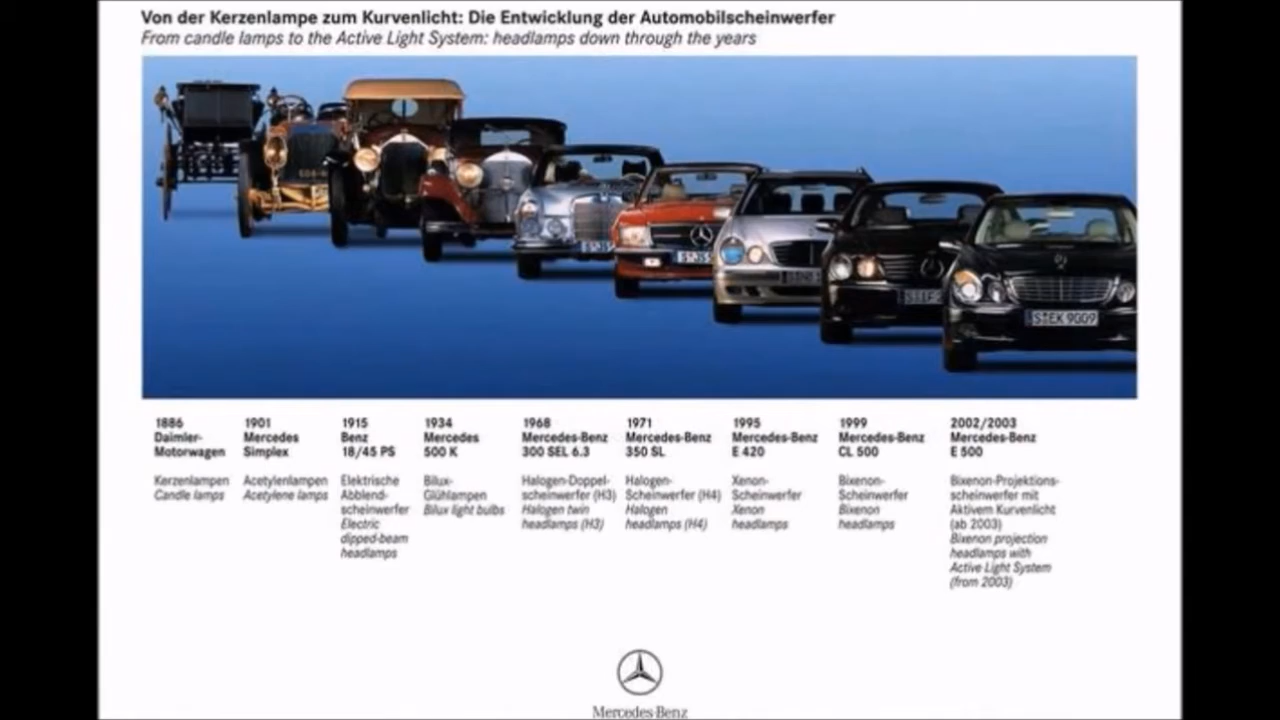 Von der Kerzenlampe zum Kurvenlicht: Die Entwicklung der Automobilscheinwerfer
From candle lamps to the Active Light System: headlamps down through the years
S·EK 9009
1886
Daimler-
Motorwagen
Kerzenlampen
Candle lamps
1901
Mercedes
Simplex
Acetylenlampen
Acetylene lamps
1915
Benz
18/45 PS
Elektrische
Abblend-
scheinwerfer
Electric
dipped-beam
headlamps
1934
Mercedes
500 K
Bilux-
Glühlampen
Bilux light bulbs
1968
Mercedes-Benz
300 SEL 6.3
Halogen-Doppel-
scheinwerfer (H3)
Halogen twin
headlamps (H3)
1971
Mercedes-Benz
350 SL
Halogen-
Scheinwerfer (H4)
Halogen
headlamps (H4)
1995
Mercedes-Benz
E 420
Xenon-
Scheinwerfer
Xenon
headlamps
1999
Mercedes-Benz
CL 500
Bixenon-
Scheinwerfer
Bixenon
headlamps
2002/2003
Mercedes-Benz
E 500
Bixenon-Projektions-
scheinwerfer mit
Aktivem Kurvenlicht
(ab 2003)
Bixenon projection
headlamps with
Active Light System
(from 2003)
Mercedes-Benz